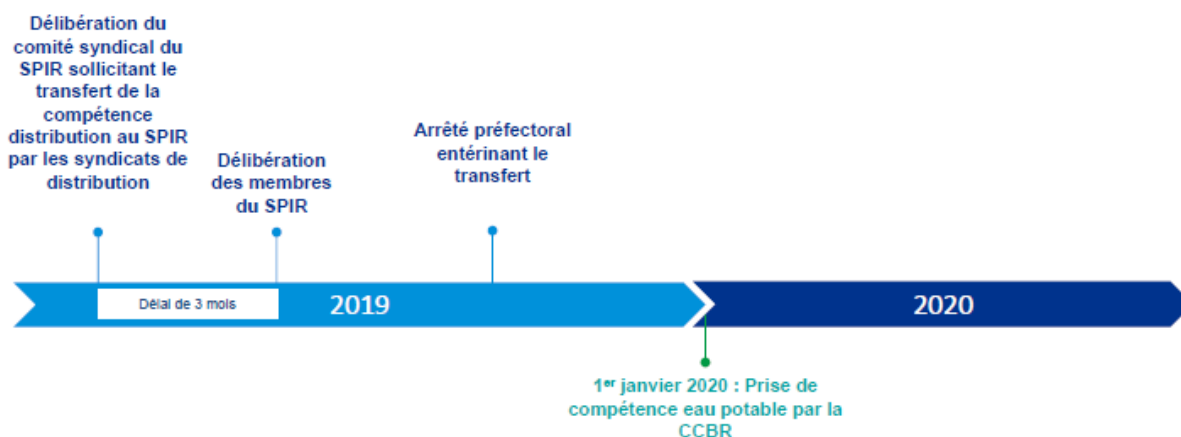 Délibération du
comité syndical du
SPIR sollicitant le
transfert de la
compétence
distribution au SPIR
par les syndicats de
distribution
Délibération
des membres
du SPIR
Arrêté préfectoral
entérinant le
transfert
Délai de 3 mois
2019
2020
1er janvier 2020 : Prise de
compétence eau potable par la
CCBR